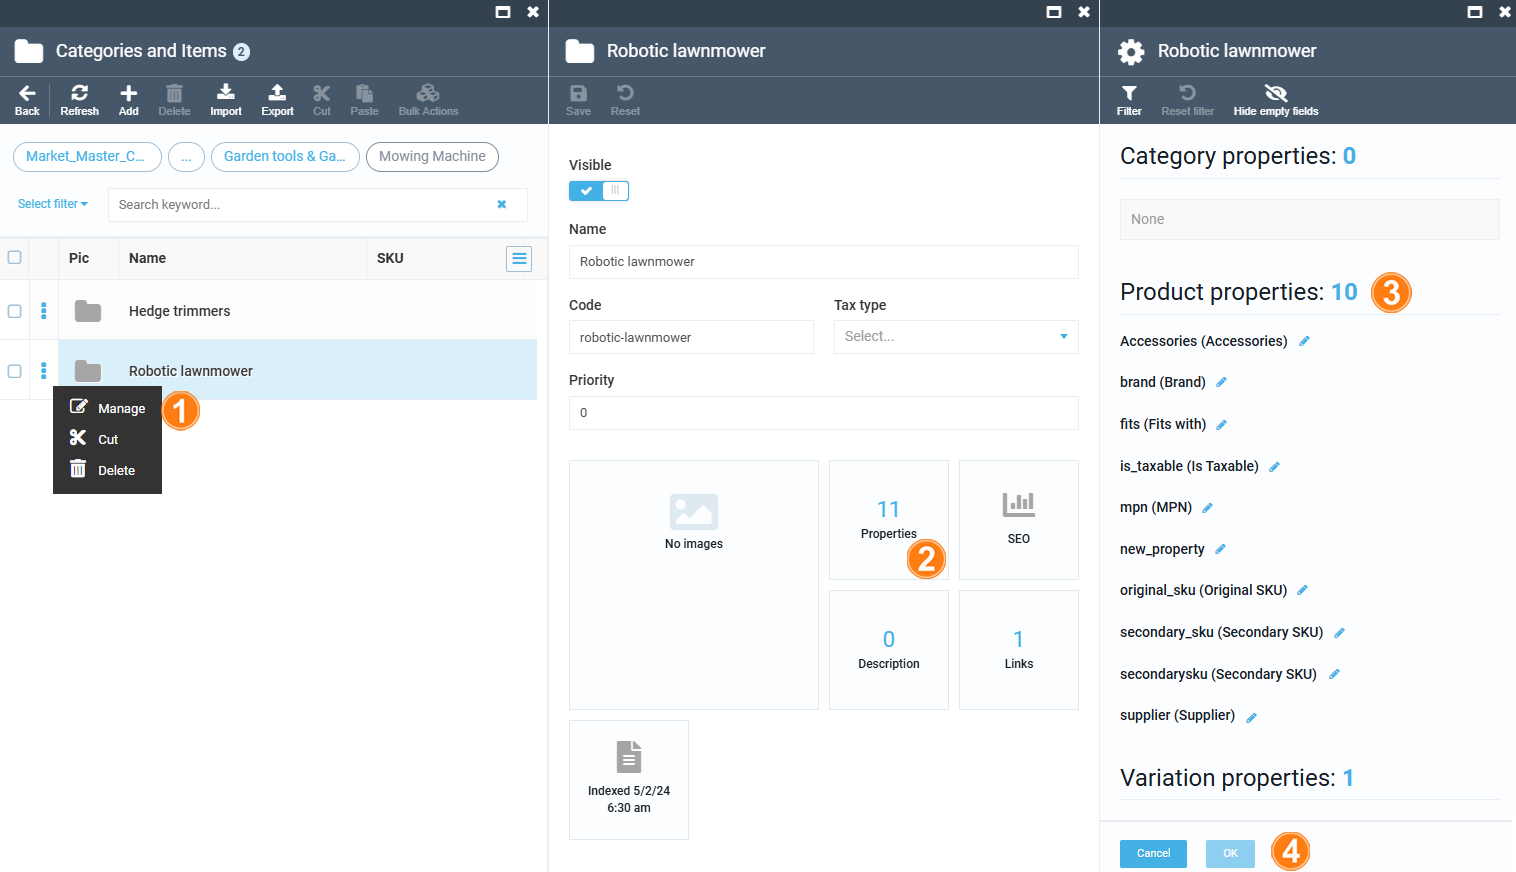 Categories and Items 2
Back
Refresh
Add
Delete
Import
Export
Cut
Paste
Bulk Actions
Market_Master_C...
...
Garden tools & Ga...
Mowing Machine
Select filter
Search keyword...
Pic
Name
SKU
Hedge trimmers
Robotic lawnmower
Manage
1
Cut
Delete
Robotic lawnmower
Save
Reset
Visible
Name
Robotic lawnmower
Code
Tax type
robotic-lawnmower
Select...
Priority
0
No images
11
Properties
2
SEO
0
Description
1
Links
Indexed 5/2/24
6:30 am
Robotic lawnmower
Filter
Reset filter
Hide empty fields
Category properties: 0
None
Product properties: 10
3
Accessories (Accessories)
brand (Brand)
fits (Fits with)
is_taxable (Is Taxable)
mpn (MPN)
new_property
original_sku (Original SKU)
secondary_sku (Secondary SKU)
secondarysku (Secondary SKU)
supplier (Supplier)
Variation properties: 1
Cancel
OK
4